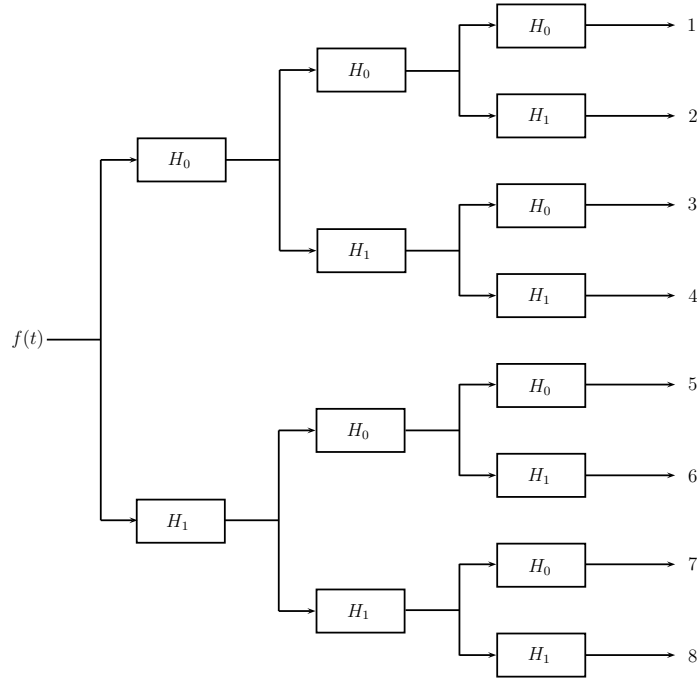 H₀ 1
H₀
H₁ 2
H₀
H₀ 3
H₁
H₁ 4
f(t)
H₀ 5
H₀
H₁ 6
H₁
H₀ 7
H₁
H₁ 8